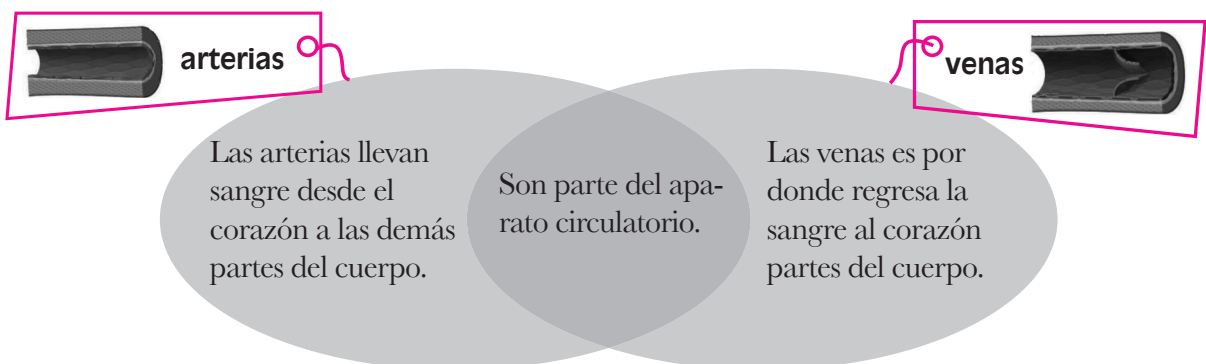 arterias
venas
Las arterias llevan
sangre desde el
corazón a las demás
partes del cuerpo.
Son parte del apa-
rato circulatorio.
Las venas es por
donde regresa la
sangre al corazón
partes del cuerpo.